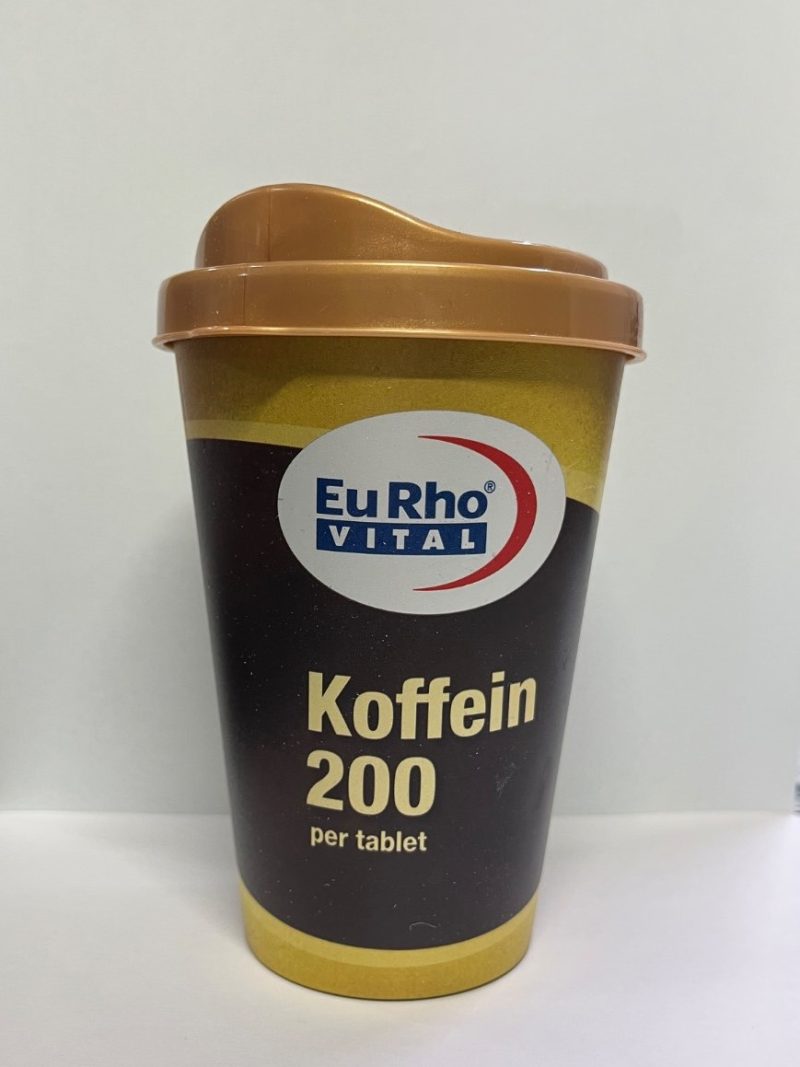 Eu Rho®
VITAL
Koffein
200
per tablet